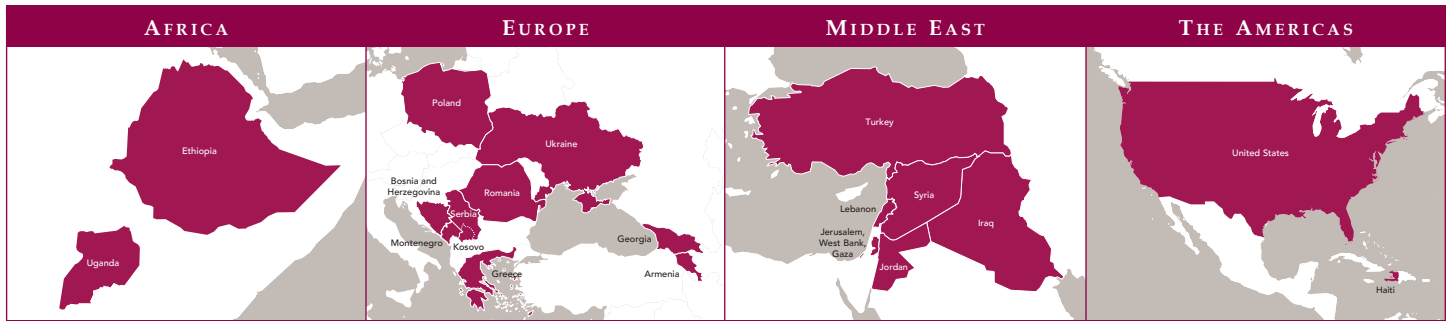 AFRICA
Ethiopia
Uganda
EUROPE
Poland
Ukraine
Bosnia and
Herzegovina
Romania
Serbia
Montenegro
Kosovo
Georgia
Greece
Armenia
MIDDLE EAST
Turkey
Syria
Lebanon
Iraq
Jerusalem,
West Bank,
Gaza
Jordan
THE AMERICAS
United States
Haiti